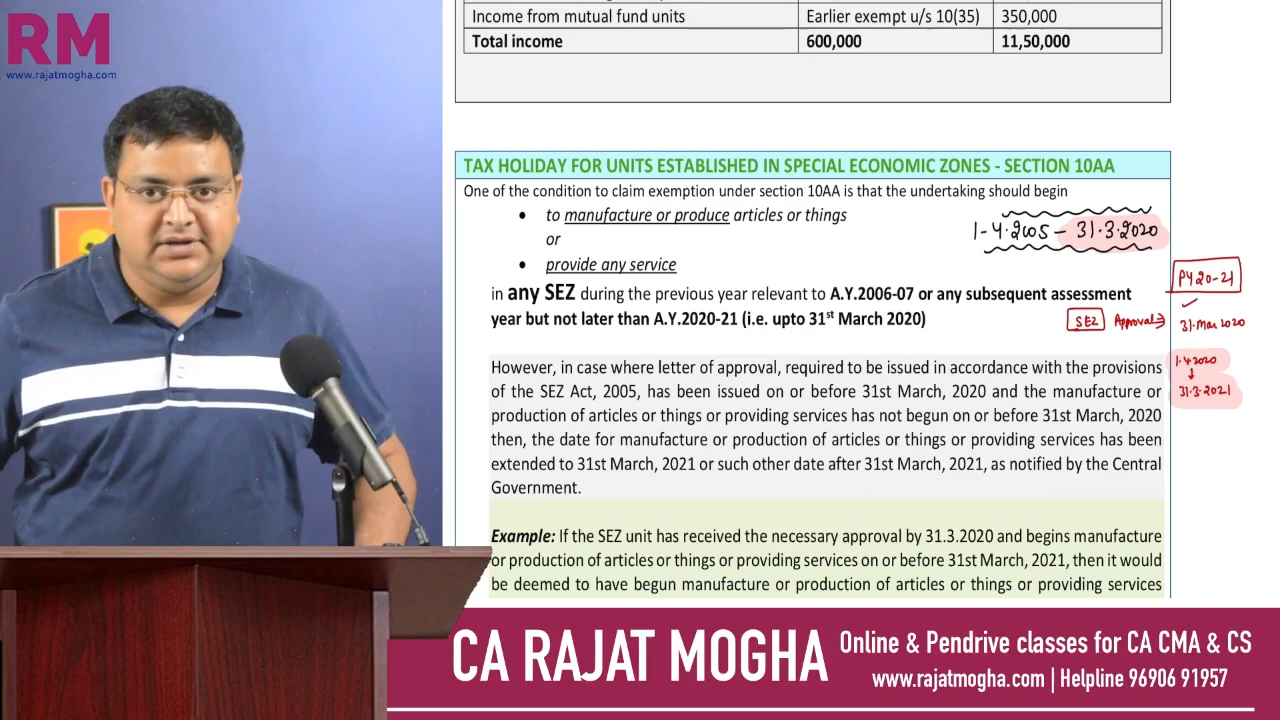 RM
www.rajatmogha.com
Income from mutual fund units Earlier exempt u/s 10(35) 350,000
Total income 600,000 11,50,000
TAX HOLIDAY FOR UNITS ESTABLISHED IN SPECIAL ECONOMIC ZONES - SECTION 10AA
One of the condition to claim exemption under section 10AA is that the undertaking should begin
• to manufacture or produce articles or things
or
• provide any service
1-4.2005 - 31.3.2020
in any SEZ during the previous year relevant to A.Y.2006-07 or any subsequent assessment
year but not later than A.Y.2020-21 (i.e. upto 31st March 2020)
PY 20-21
SEZ Approval → 31.Mar 2020
1.4.2020
↓
31.3.2021
However, in case where letter of approval, required to be issued in accordance with the provisions
of the SEZ Act, 2005, has been issued on or before 31st March, 2020 and the manufacture or
production of articles or things or providing services has not begun on or before 31st March, 2020
then, the date for manufacture or production of articles or things or providing services has been
extended to 31st March, 2021 or such other date after 31st March, 2021, as notified by the Central
Government.
Example: If the SEZ unit has received the necessary approval by 31.3.2020 and begins manufacture
or production of articles or things or providing services on or before 31st March, 2021, then it would
be deemed to have begun manufacture or production of articles or things or providing services
CA RAJAT MOGHA
Online & Pendrive classes for CA CMA & CS
www.rajatmogha.com | Helpline 96906 91957